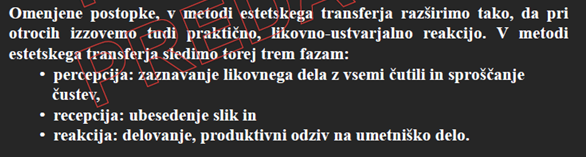 Omenjene postopke, v metodi estetskega transferja razširimo tako, da pri
otrocih izzovemo tudi praktično, likovno-ustvarjalno reakcijo. V metodi
estetskega transferja sledimo torej trem fazam:
• percepcija: zaznavanje likovnega dela z vsemi čutili in sproščanje
čustev,
• recepcija: ubesedenje slik in
• reakcija: delovanje, produktivni odziv na umetniško delo.